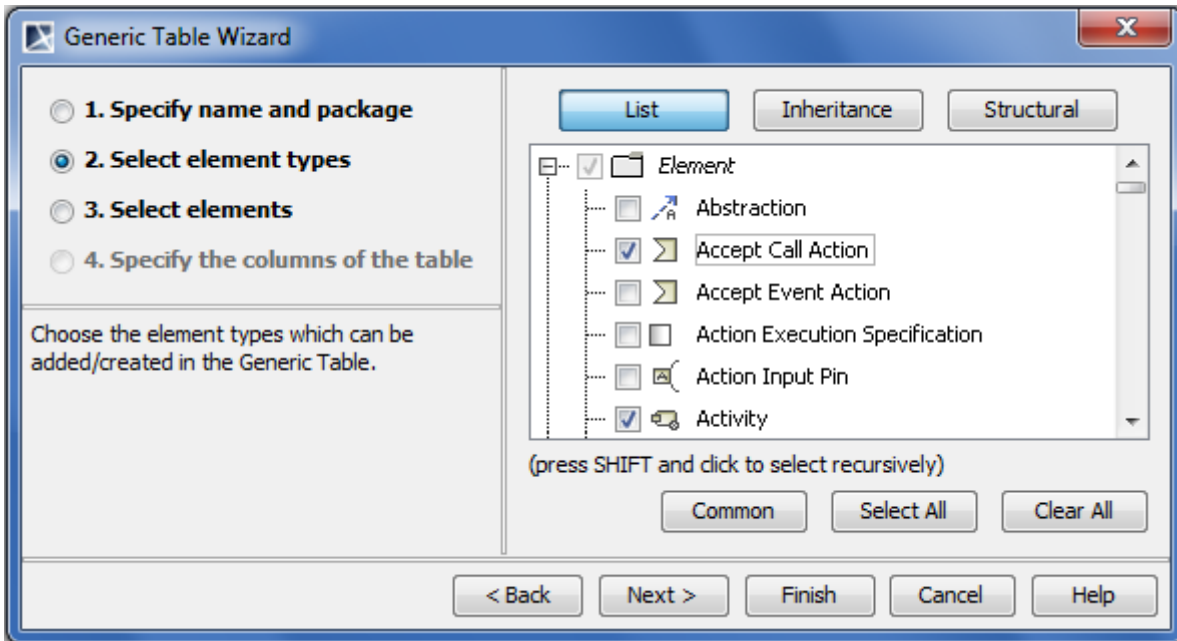 Generic Table Wizard
1. Specify name and package
2. Select element types
3. Select elements
4. Specify the columns of the table
Choose the element types which can be
added/created in the Generic Table.
List Inheritance Structural
Element
Abstraction
Accept Call Action
Accept Event Action
Action Execution Specification
Action Input Pin
Activity
(press SHIFT and click to select recursively)
Common Select All Clear All
< Back Next > Finish Cancel Help